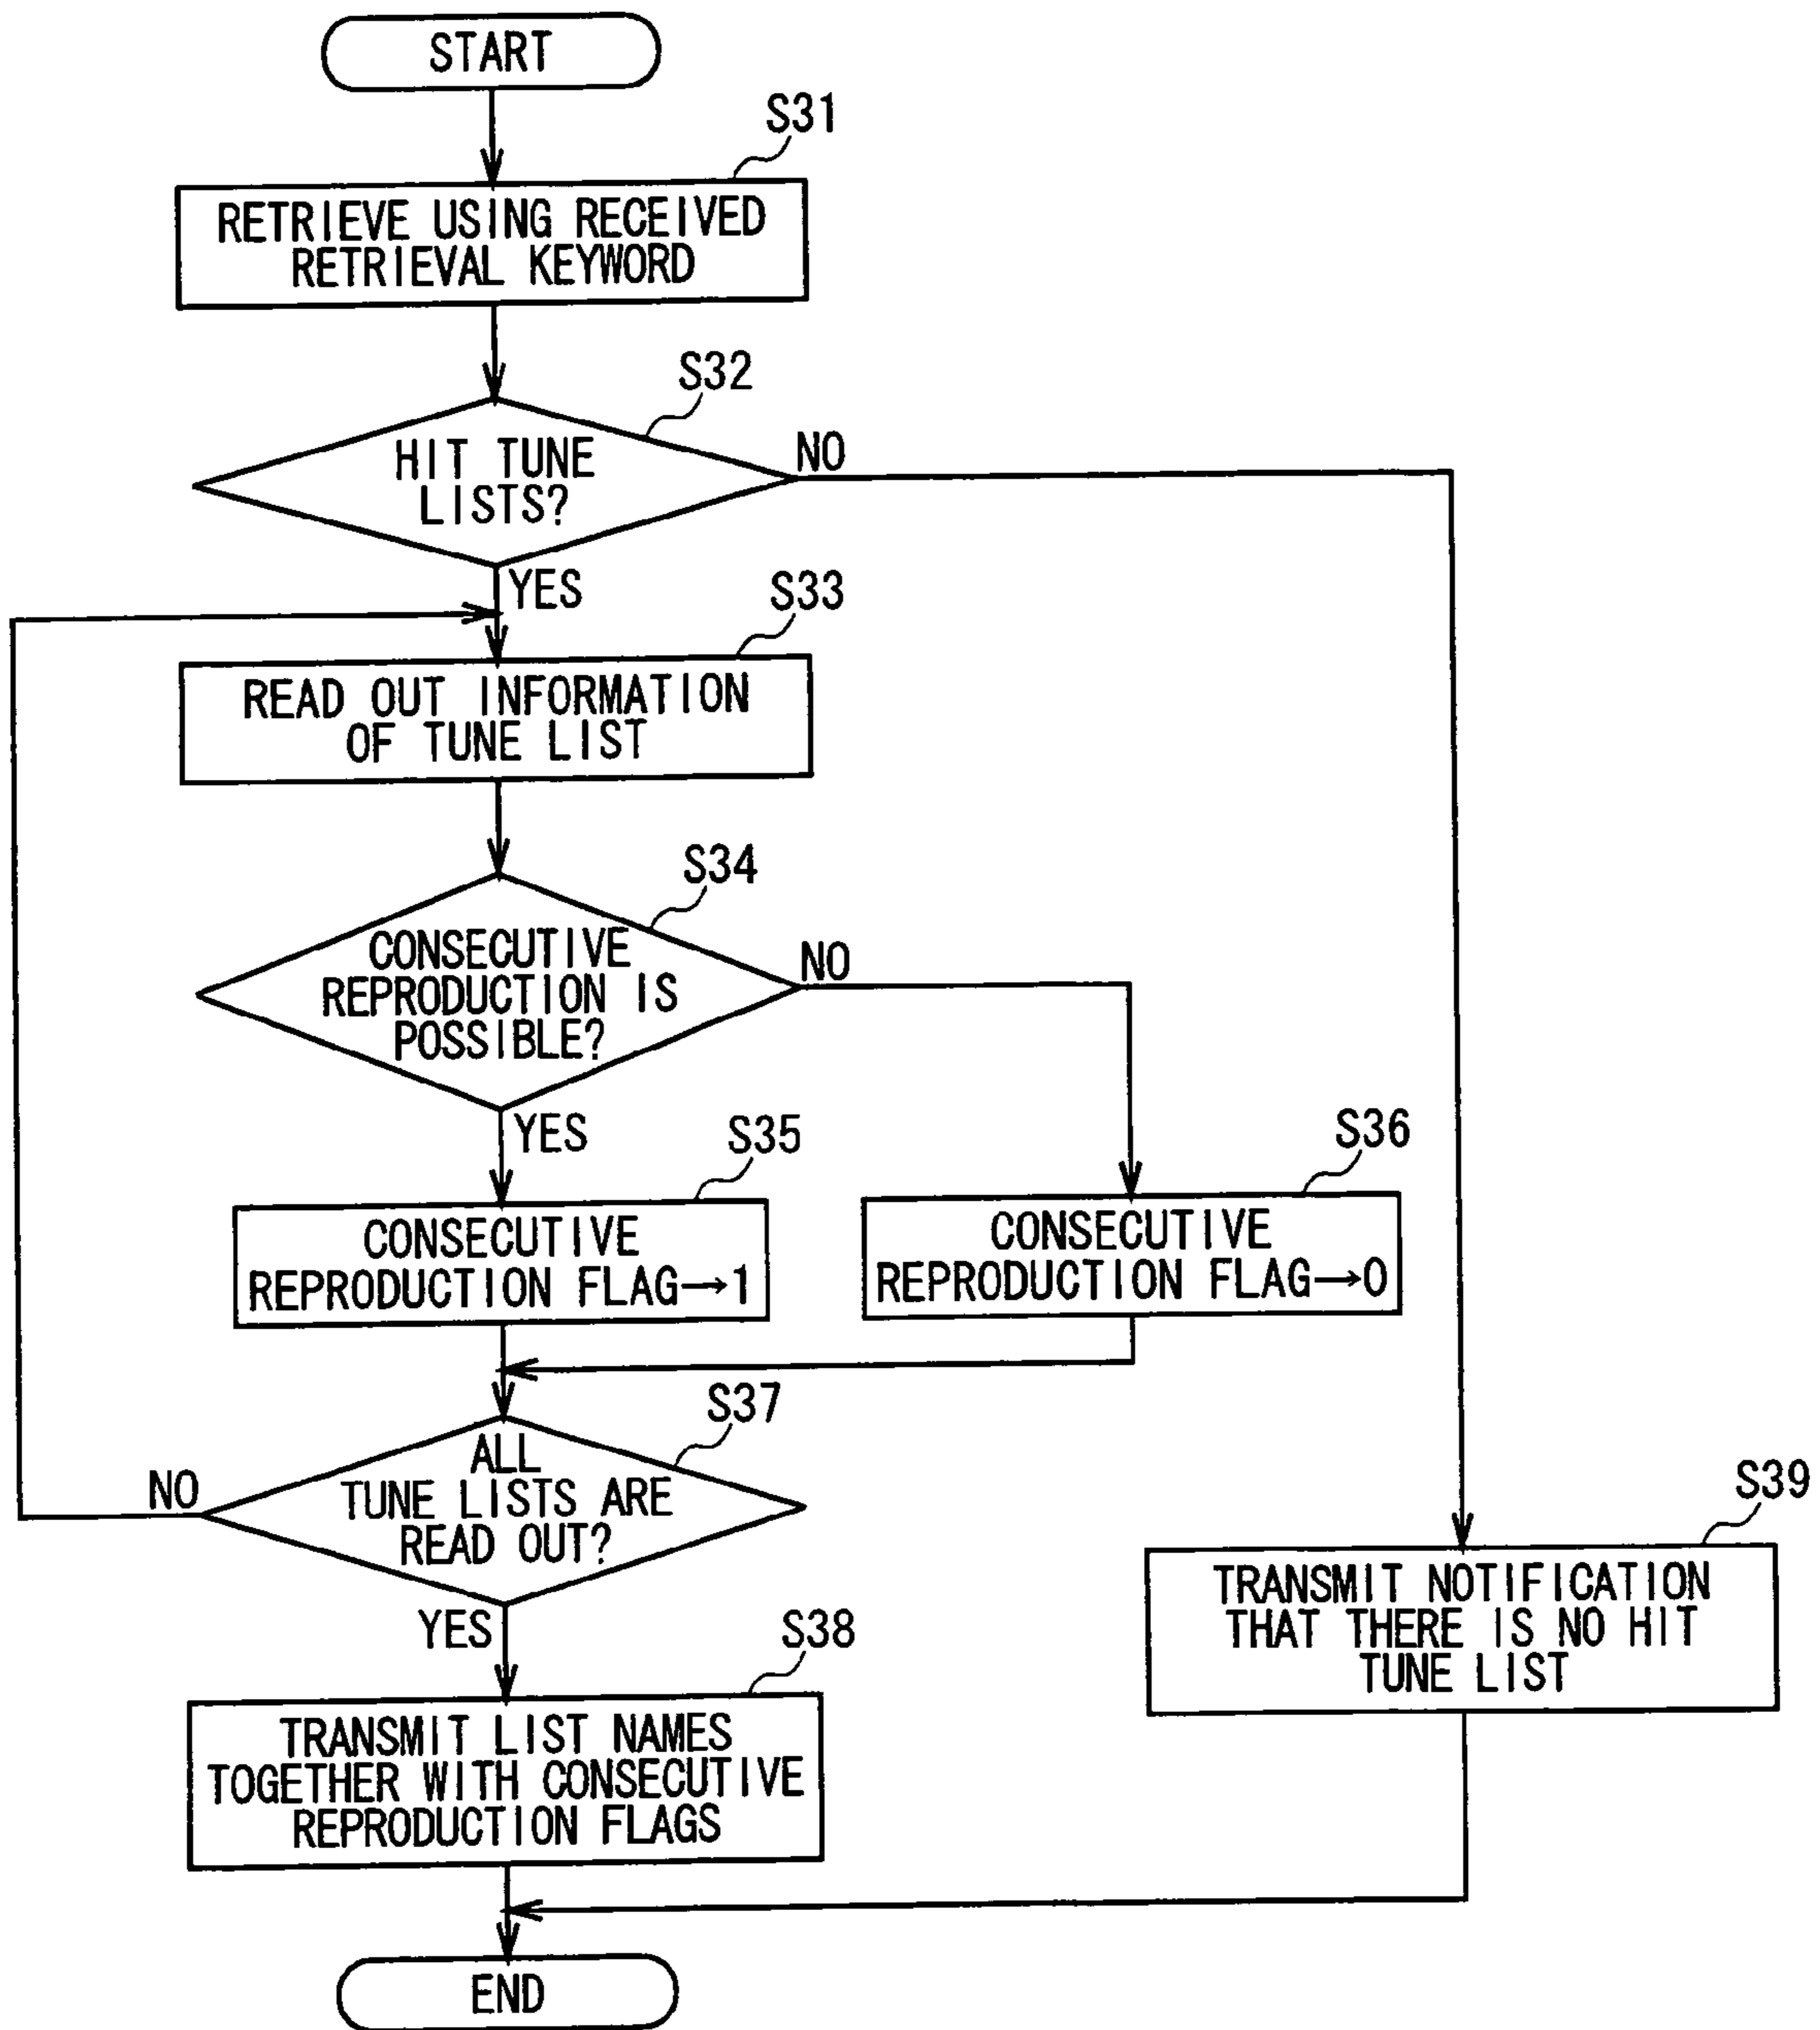 START
S31
RETRIEVE USING RECEIVED
RETRIEVAL KEYWORD
S32
HIT TUNE
LISTS?
NO
YES
S33
READ OUT INFORMATION
OF TUNE LIST
S34
CONSECUTIVE
REPRODUCTION IS
POSSIBLE?
NO
YES
S35
CONSECUTIVE
REPRODUCTION FLAG→1
S36
CONSECUTIVE
REPRODUCTION FLAG→0
S37
ALL
TUNE LISTS ARE
READ OUT?
NO
YES
S38
TRANSMIT LIST NAMES
TOGETHER WITH CONSECUTIVE
REPRODUCTION FLAGS
S39
TRANSMIT NOTIFICATION
THAT THERE IS NO HIT
TUNE LIST
END